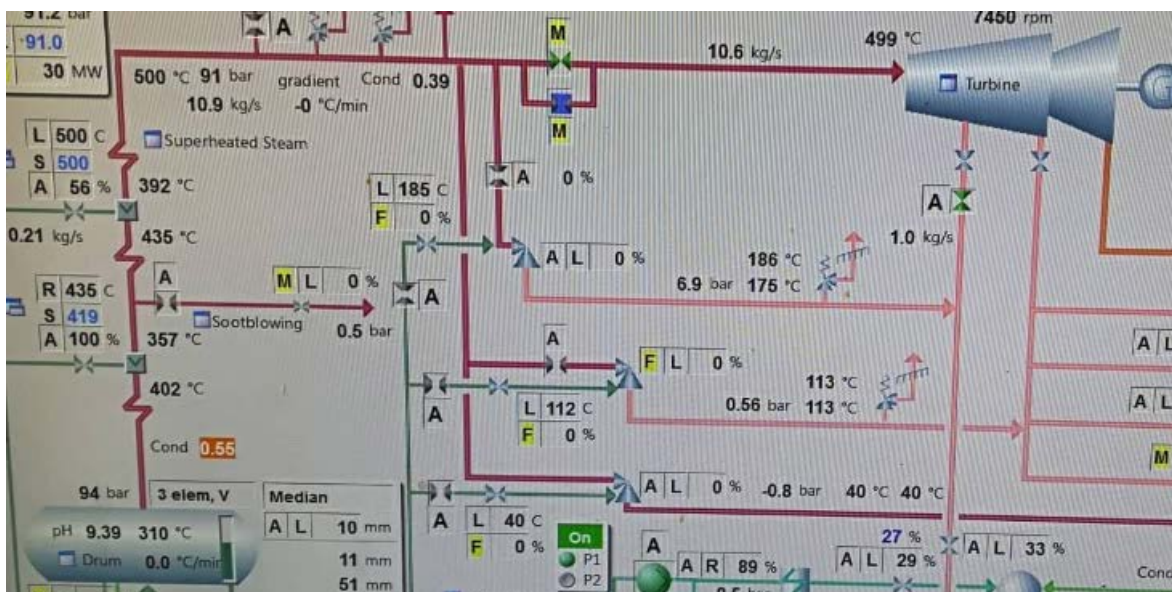 91.2 bar
91.0
30 MW
A
M
7450 rpm
10.6 kg/s
499 °C
500 °C 91 bar gradient Cond 0.39
10.9 kg/s -0 °C/min
Turbine
M
L 500 C
S 500
A 56 %
Superheated Steam
392 °C
A 0 %
L 185 C
F 0 %
A
0.21 kg/s
435 °C
1.0 kg/s
A L 0 %
186 °C
6.9 bar 175 °C
A
M L 0 %
A
R 435 C
S 419
A 100 %
Sootblowing
0.5 bar
357 °C
A
F L 0 %
A L
402 °C
113 °C
0.56 bar 113 °C
A
L 112 C
F 0 %
A L
Cond 0.55
M
94 bar
3 elem, V
Median
A L 0 % -0.8 bar 40 °C 40 °C
pH 9.39 310 °C
A L 10 mm
A
L 40 C
F 0 %
On
A
27 %
A L 29 %
A L 33 %
Drum 0.0 °C/min
11 mm
P1
A R 89 %
Cond
51 mm
P2